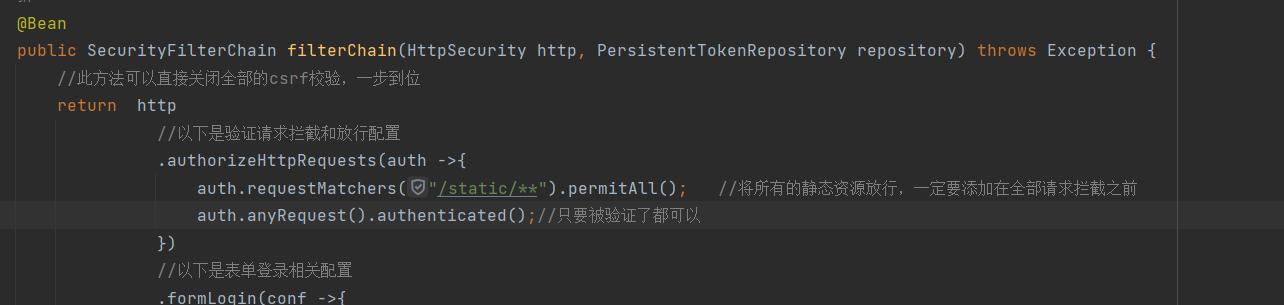 @Bean
public SecurityFilterChain filterChain(HttpSecurity http, PersistentTokenRepository repository) throws Exception {
//此方法可以直接关闭全部的csrf校验，一步到位
return http
//以下是验证请求拦截和放行配置
.authorizeHttpRequests(auth ->{
auth.requestMatchers("/static/**").permitAll(); //将所有的静态资源放行，一定要添加在全部请求拦截之前
auth.anyRequest().authenticated();//只要被验证了都可以
})
//以下是表单登录相关配置
.formLogin(conf ->{